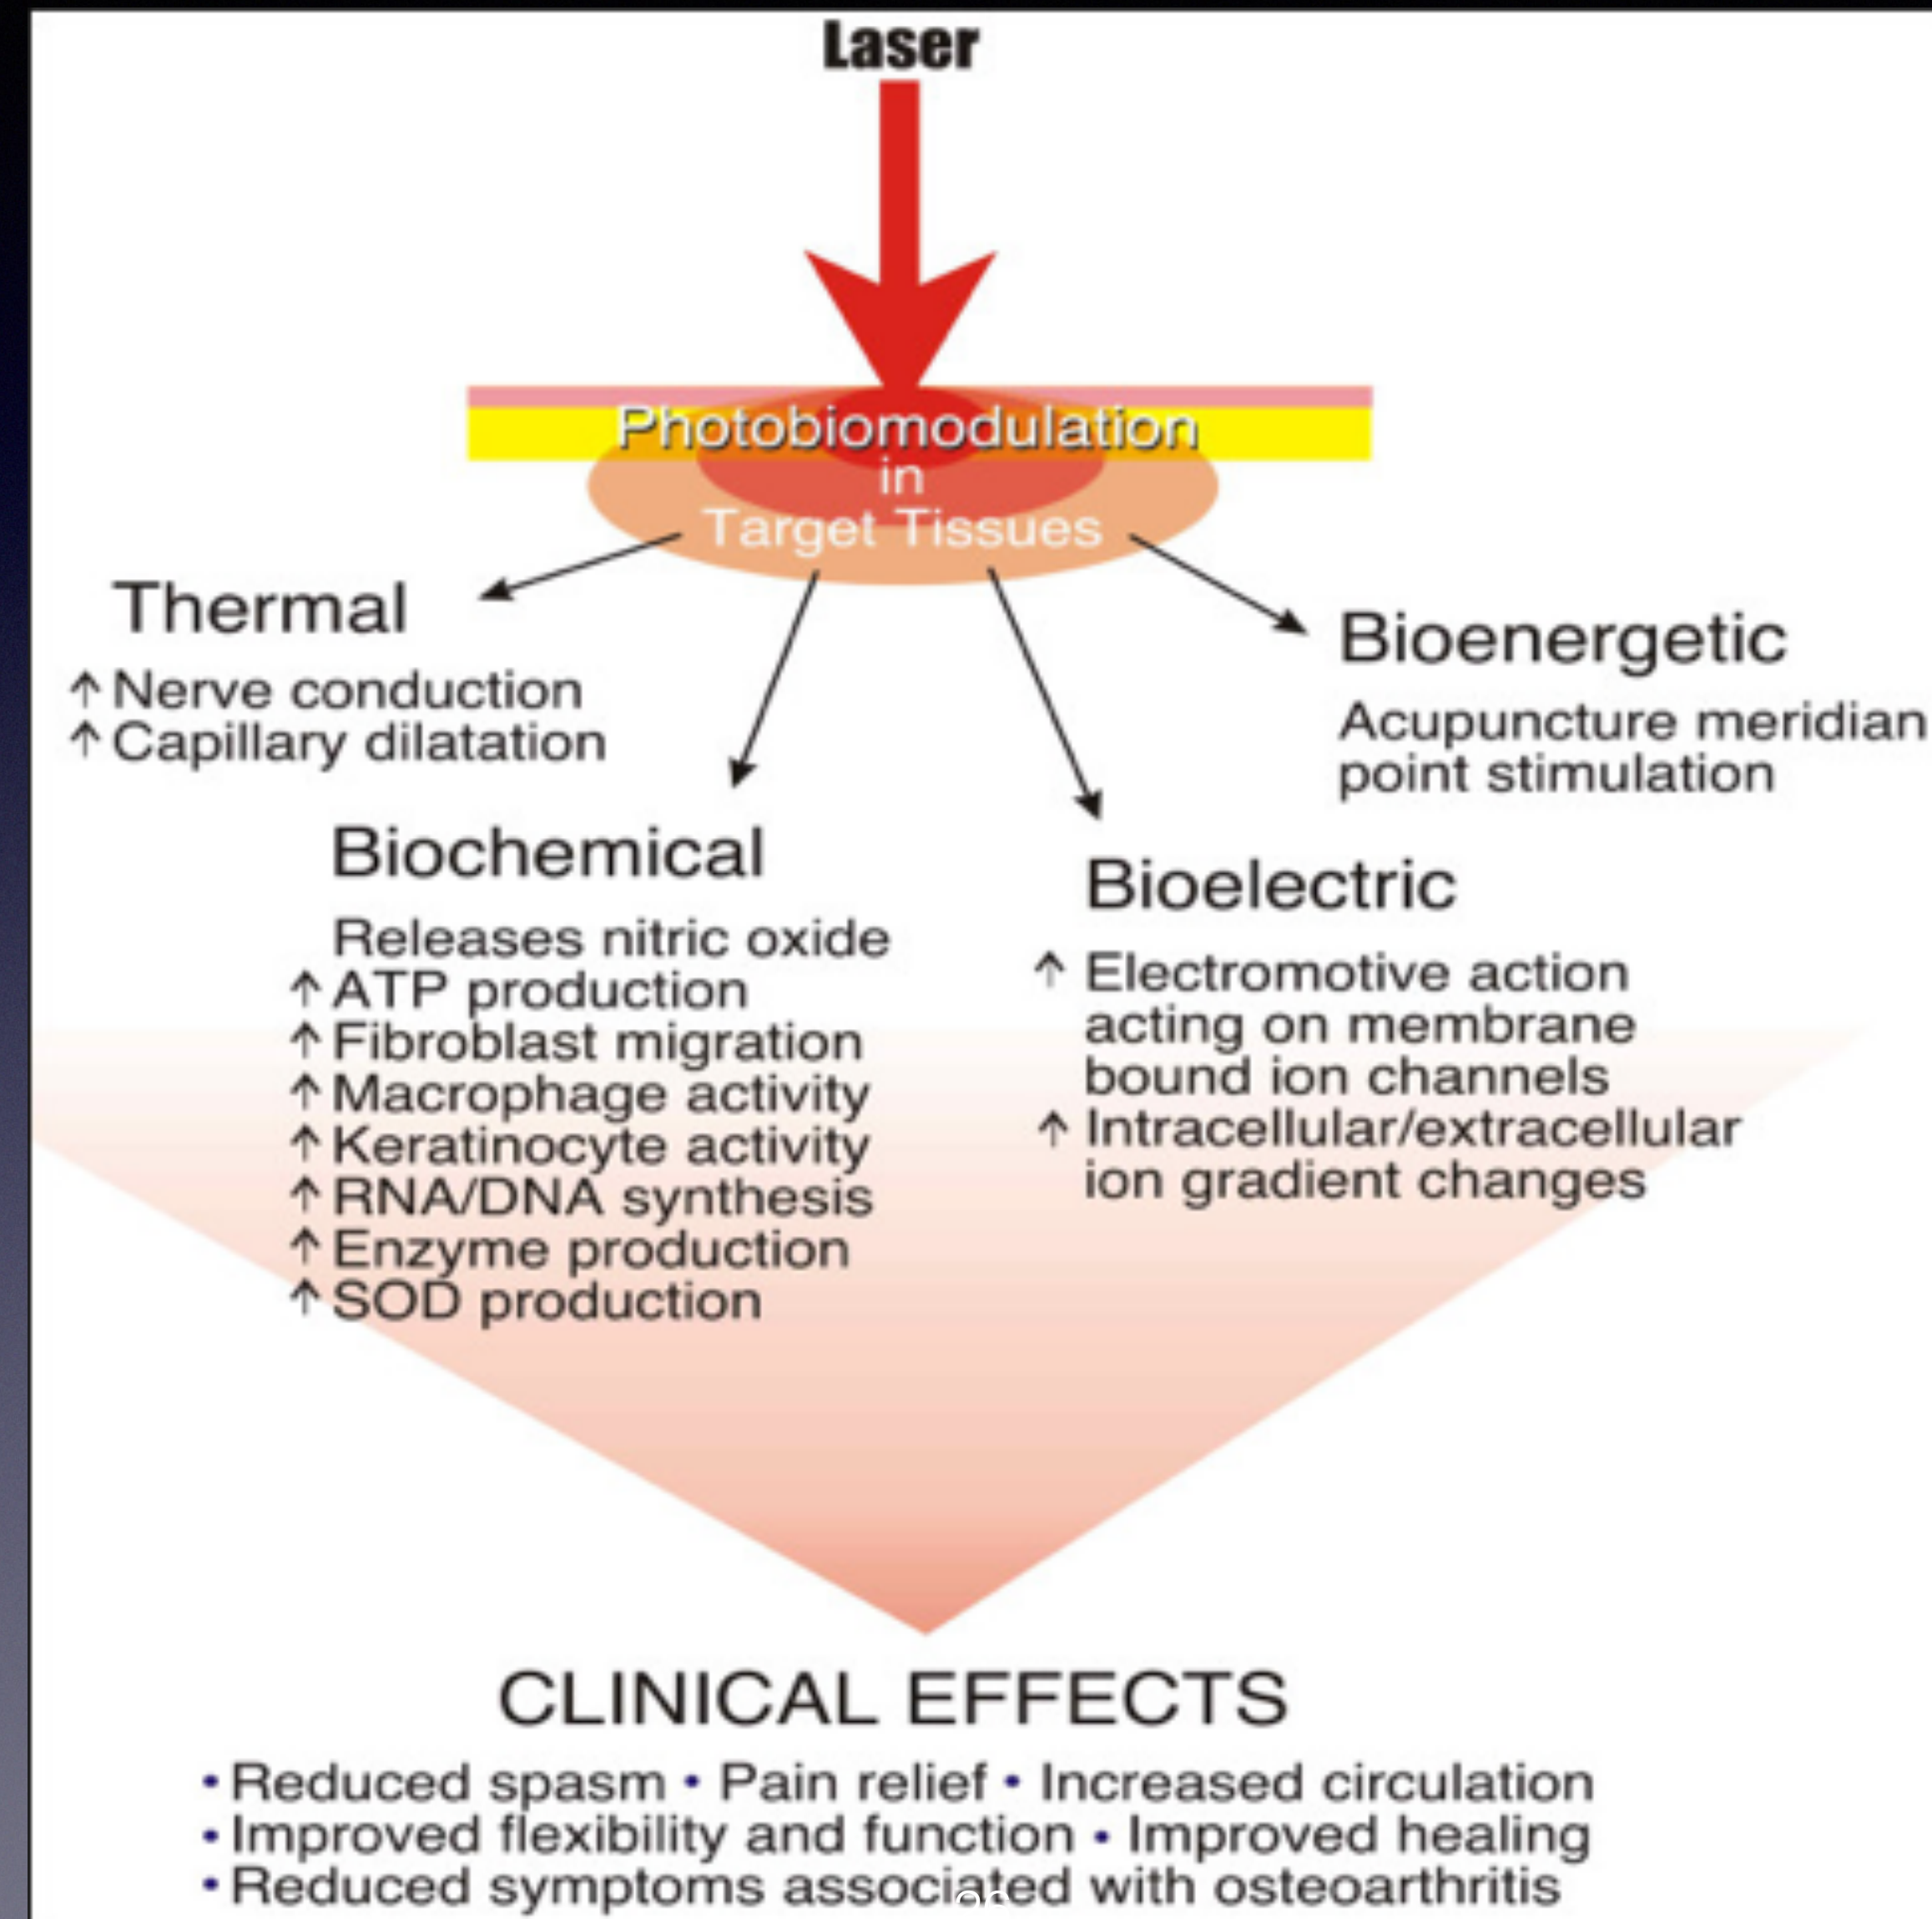 Laser
Photobiomodulation
in
Target Tissues
Thermal
↑ Nerve conduction
↑ Capillary dilatation
Bioenergetic
Acupuncture meridian
point stimulation
Biochemical
Releases nitric oxide
↑ ATP production
↑ Fibroblast migration
↑ Macrophage activity
↑ Keratinocyte activity
↑ RNA/DNA synthesis
↑ Enzyme production
↑ SOD production
Bioelectric
↑ Electromotive action
acting on membrane
bound ion channels
↑ Intracellular/extracellular
ion gradient changes
CLINICAL EFFECTS
• Reduced spasm • Pain relief • Increased circulation
• Improved flexibility and function • Improved healing
• Reduced symptoms associated with osteoarthritis